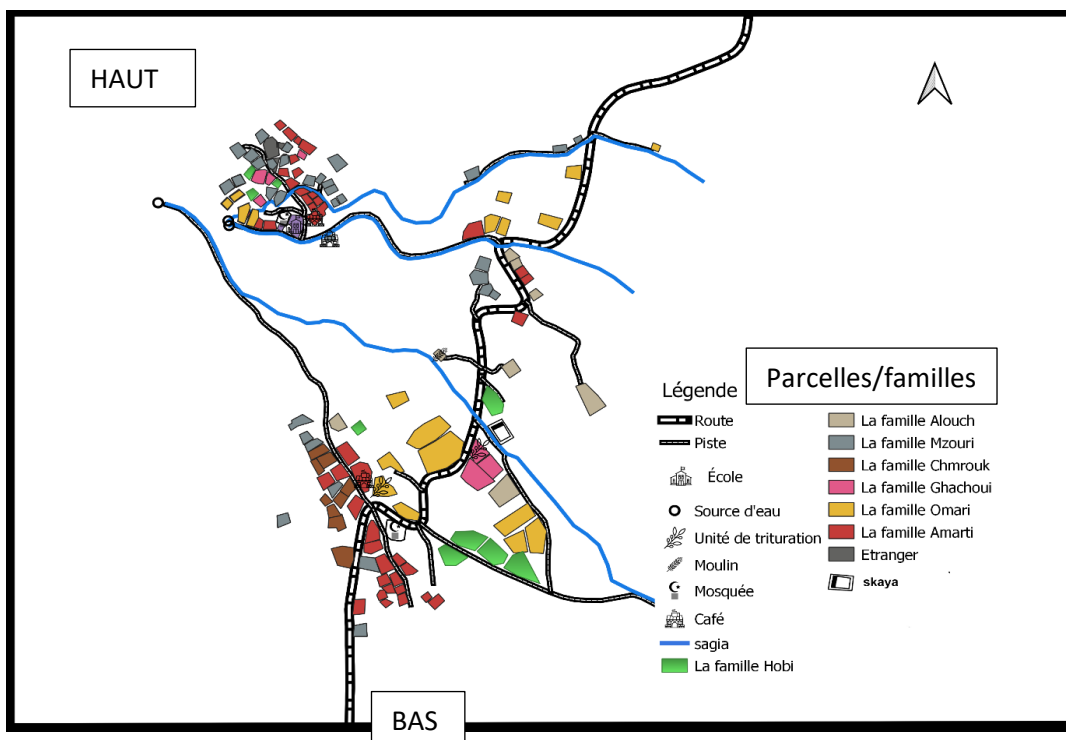 HAUT
Parcelles/familles
Légende
Route
Piste
École
Source d'eau
Unité de trituration
Moulin
Mosquée
Café
sagia
La famille Hobi
La famille Alouch
La famille Mzouri
La famille Chmrouk
La famille Ghachoui
La famille Omari
La famille Amarti
Etranger
skaya
BAS